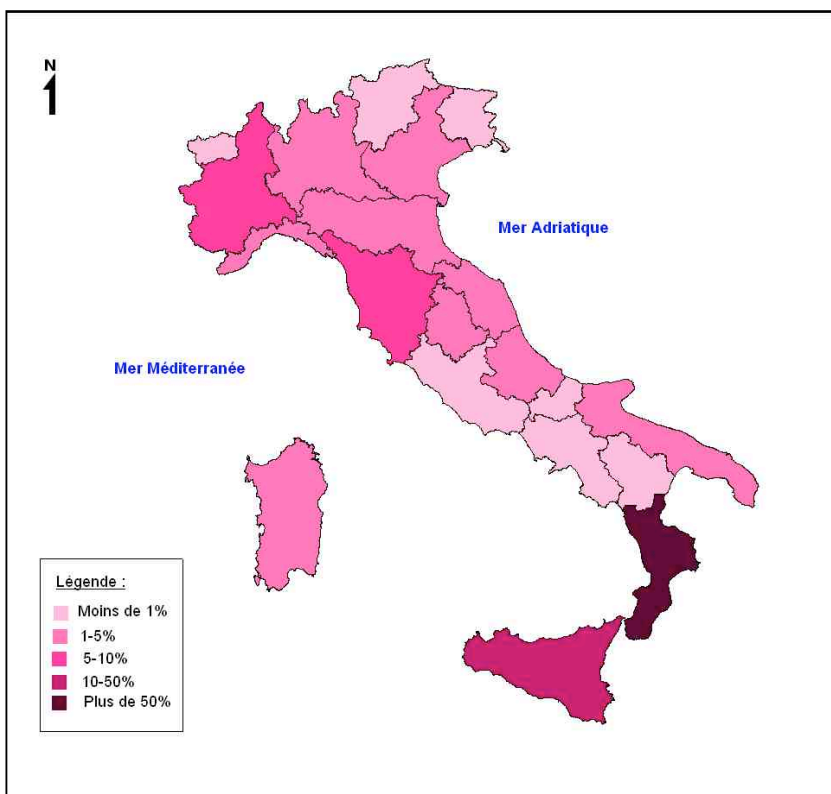 N
Mer Adriatique
Mer Méditerranée
Légende :
Moins de 1%
1-5%
5-10%
10-50%
Plus de 50%